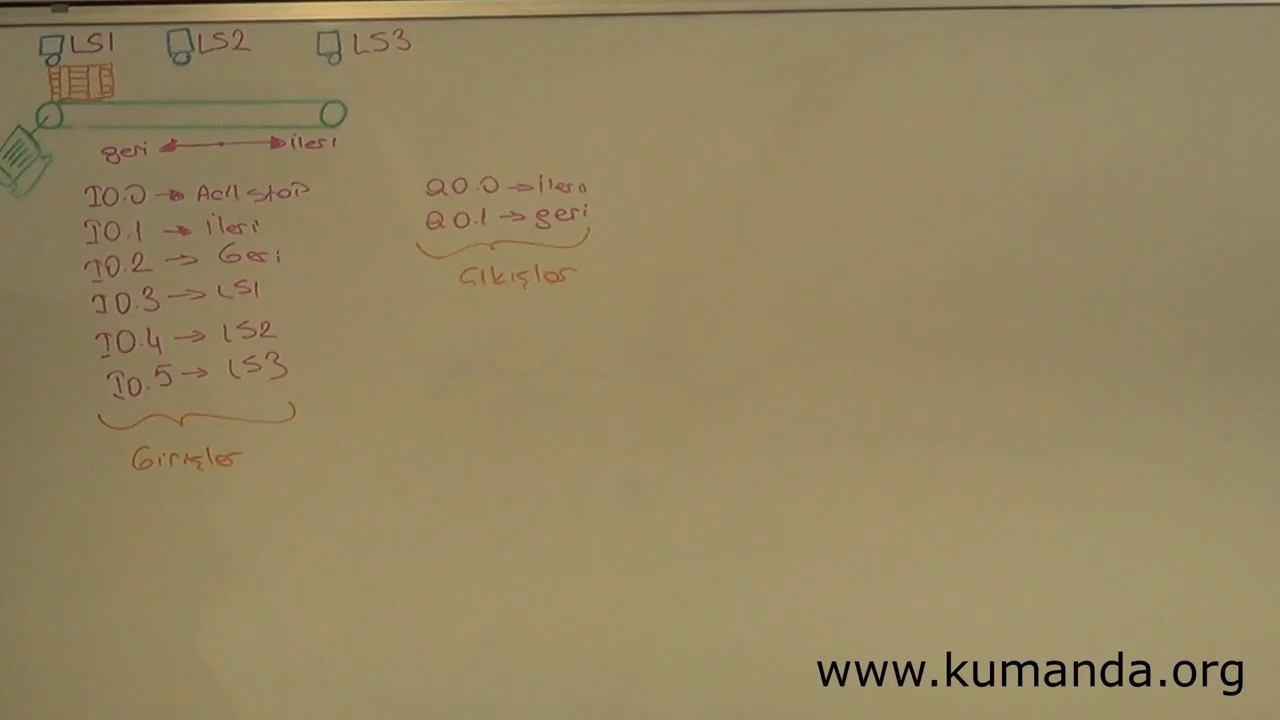 LS1 LS2 LS3
geri ileri
I0.0 → Acil stop
I0.1 → ileri
I0.2 → Geri
I0.3 → LS1
I0.4 → LS2
I0.5 → LS3
Girişler
Q0.0 → ileri
Q0.1 → geri
Çıkışlar
www.kumanda.org